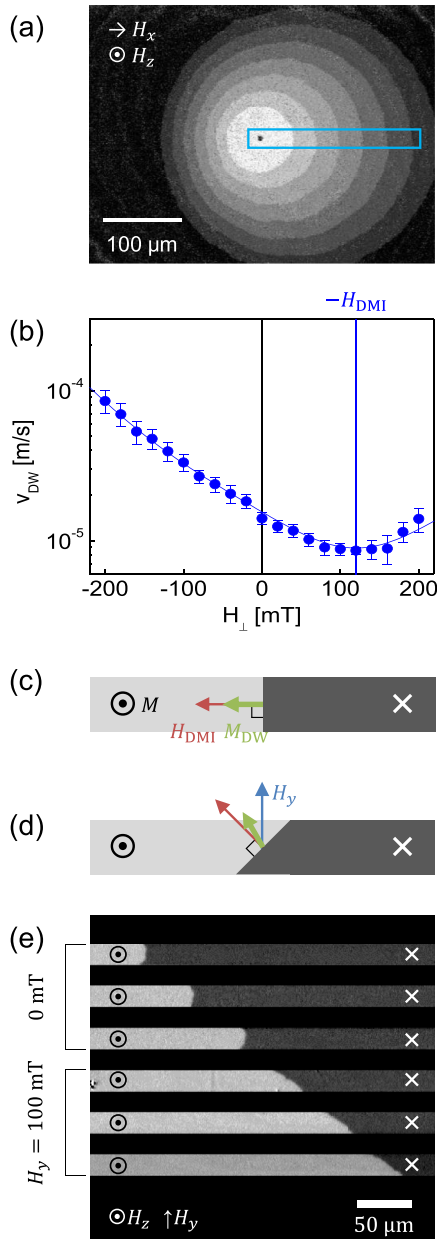 (a)
→ Hₓ
⊙ H_z
100 μm
−H_DMI
(b)
v_DW [m/s]
10⁻⁴
10⁻⁵
-200 -100 0 100 200
H_⊥ [mT]
(c)
⊙ M
×
H_DMI M_DW
(d)
H_y
⊙ ×
(e)
0 mT
⊙ ×
⊙ ×
⊙ ×
H_y = 100 mT
⊙ ×
⊙ ×
⊙ ×
⊙H_z ↑H_y
50 μm